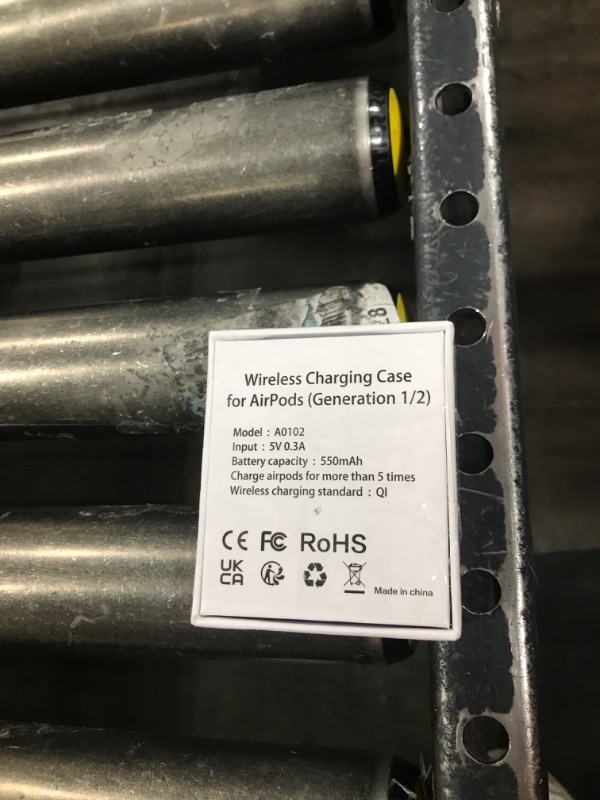 Wireless Charging Case
for AirPods (Generation 1/2)
Model : A0102
Input : 5V 0.3A
Battery capacity : 550mAh
Charge airpods for more than 5 times
Wireless charging standard : QI
CE FC RoHS
UK
CA
Made in china